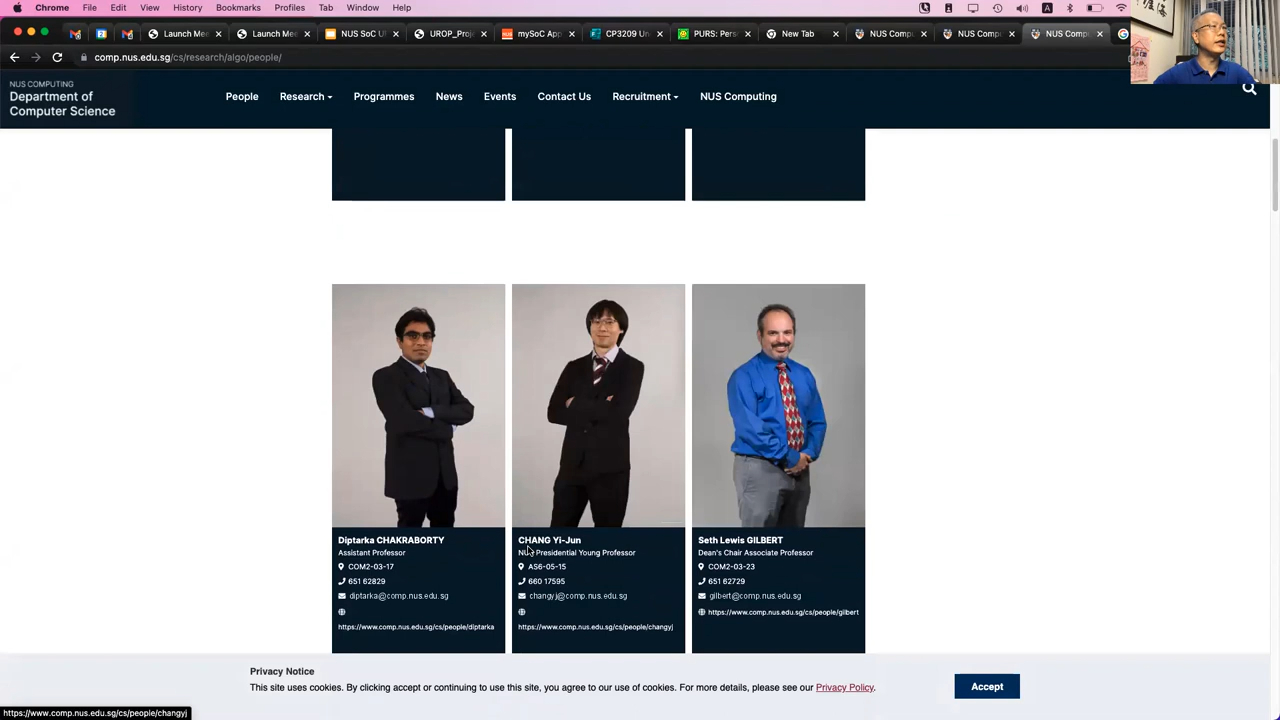 Chrome File Edit View History Bookmarks Profiles Tab Window Help
Launch Mee
Launch Mee
NUS SoC U
UROP_Proj
mySoC App
CP3209 Un
PURS: Pers
New Tab
NUS Comp
NUS Comp
NUS Comp
comp.nus.edu.sg/cs/research/algo/people/
NUS COMPUTING
Department of
Computer Science
People Research Programmes News Events Contact Us Recruitment NUS Computing
Diptarka CHAKRABORTY
Assistant Professor
COM2-03-17
651 62829
diptarka@comp.nus.edu.sg
https://www.comp.nus.edu.sg/cs/people/diptarka
CHANG Yi-Jun
NUS Presidential Young Professor
AS6-05-15
660 17595
changyj@comp.nus.edu.sg
https://www.comp.nus.edu.sg/cs/people/changyj
Seth Lewis GILBERT
Dean's Chair Associate Professor
COM2-03-23
651 62729
gilbert@comp.nus.edu.sg
https://www.comp.nus.edu.sg/cs/people/gilbert
Privacy Notice
This site uses cookies. By clicking accept or continuing to use this site, you agree to our use of cookies. For more details, please see our Privacy Policy.
Accept
https://www.comp.nus.edu.sg/cs/people/changyj